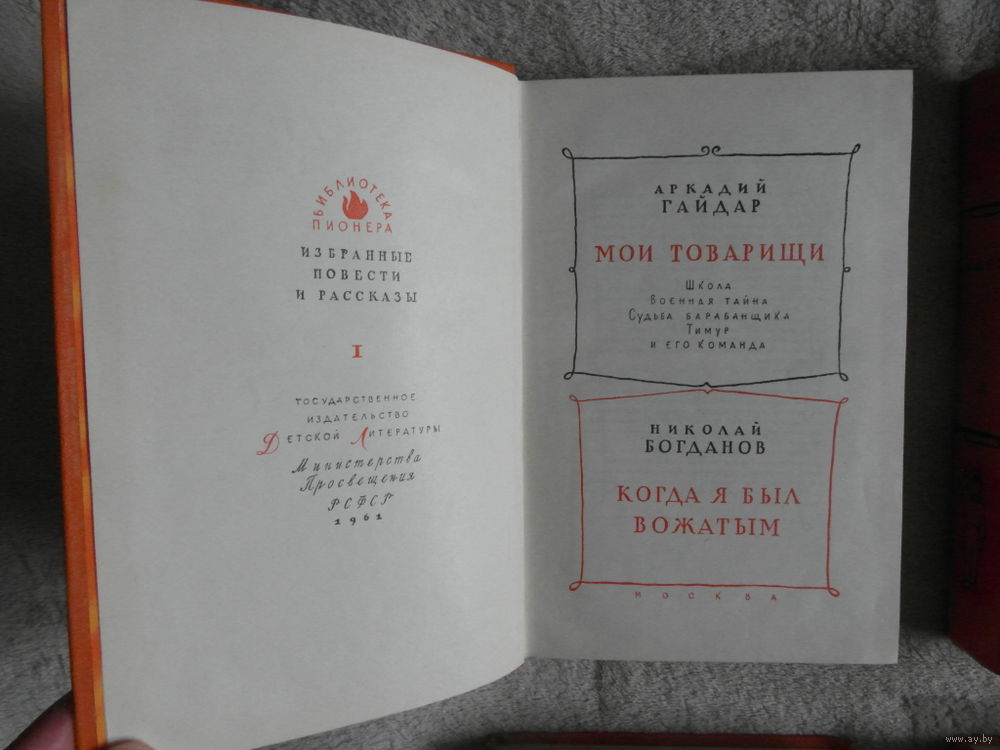 БИБЛИОТЕКА
ПИОНЕРА
ИЗБРАННЫЕ
ПОВЕСТИ
И РАССКАЗЫ
I
ГОСУДАРСТВЕННОЕ
ИЗДАТЕЛЬСТВО
ДЕТСКОЙ ЛИТЕРАТУРЫ
Министерства
Просвещения
РСФСР
1961
АРКАДИЙ
ГАЙДАР
МОИ ТОВАРИЩИ
Школа
Военная тайна
Судьба барабанщика
Тимур
и его команда
НИКОЛАЙ
БОГДАНОВ
КОГДА Я БЫЛ
ВОЖАТЫМ
МОСКВА
www.ay.by